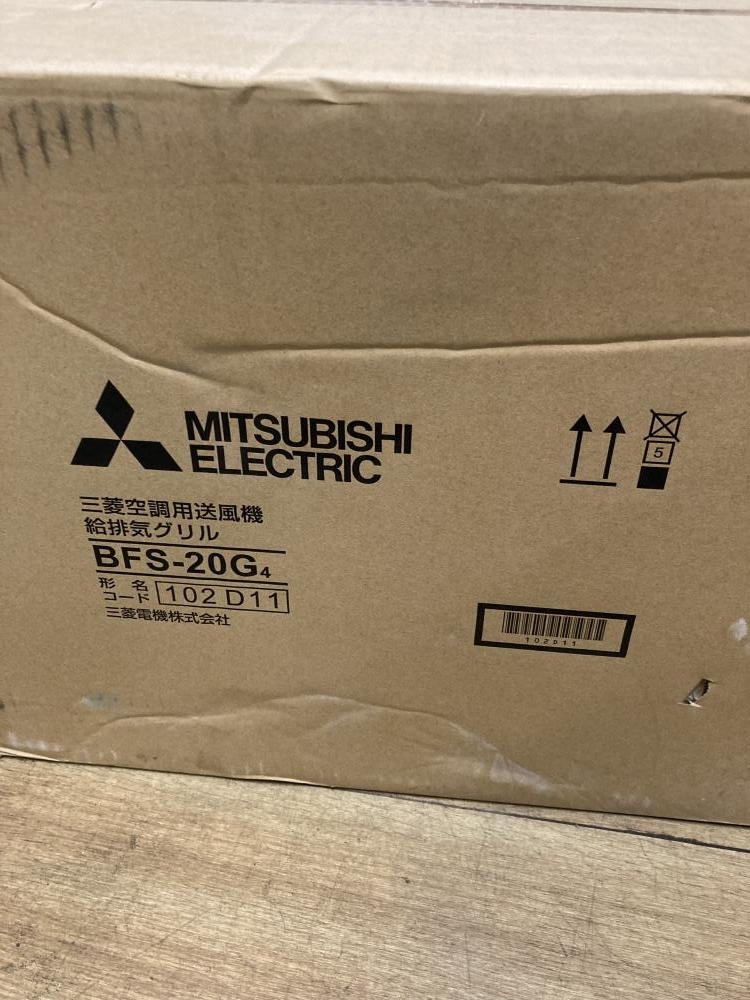 MITSUBISHI
ELECTRIC
三菱空調用送風機
給排気グリル
BFS-20G4
形名
コード 102D11
三菱電機株式会社
5
102D11